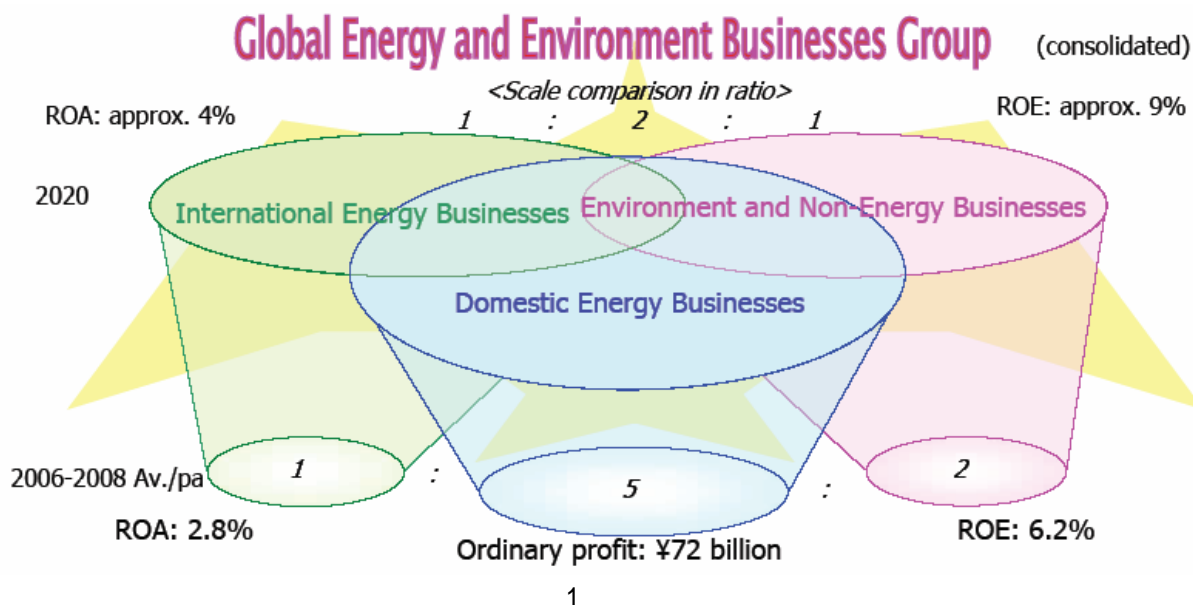 Global Energy and Environment Businesses Group (consolidated)
<Scale comparison in ratio>
ROA: approx. 4%
1 : 2 : 1
ROE: approx. 9%
2020
International Energy Businesses
Environment and Non-Energy Businesses
Domestic Energy Businesses
2006-2008 Av./pa
1 : 5 : 2
ROA: 2.8%
Ordinary profit: ¥72 billion
ROE: 6.2%
1